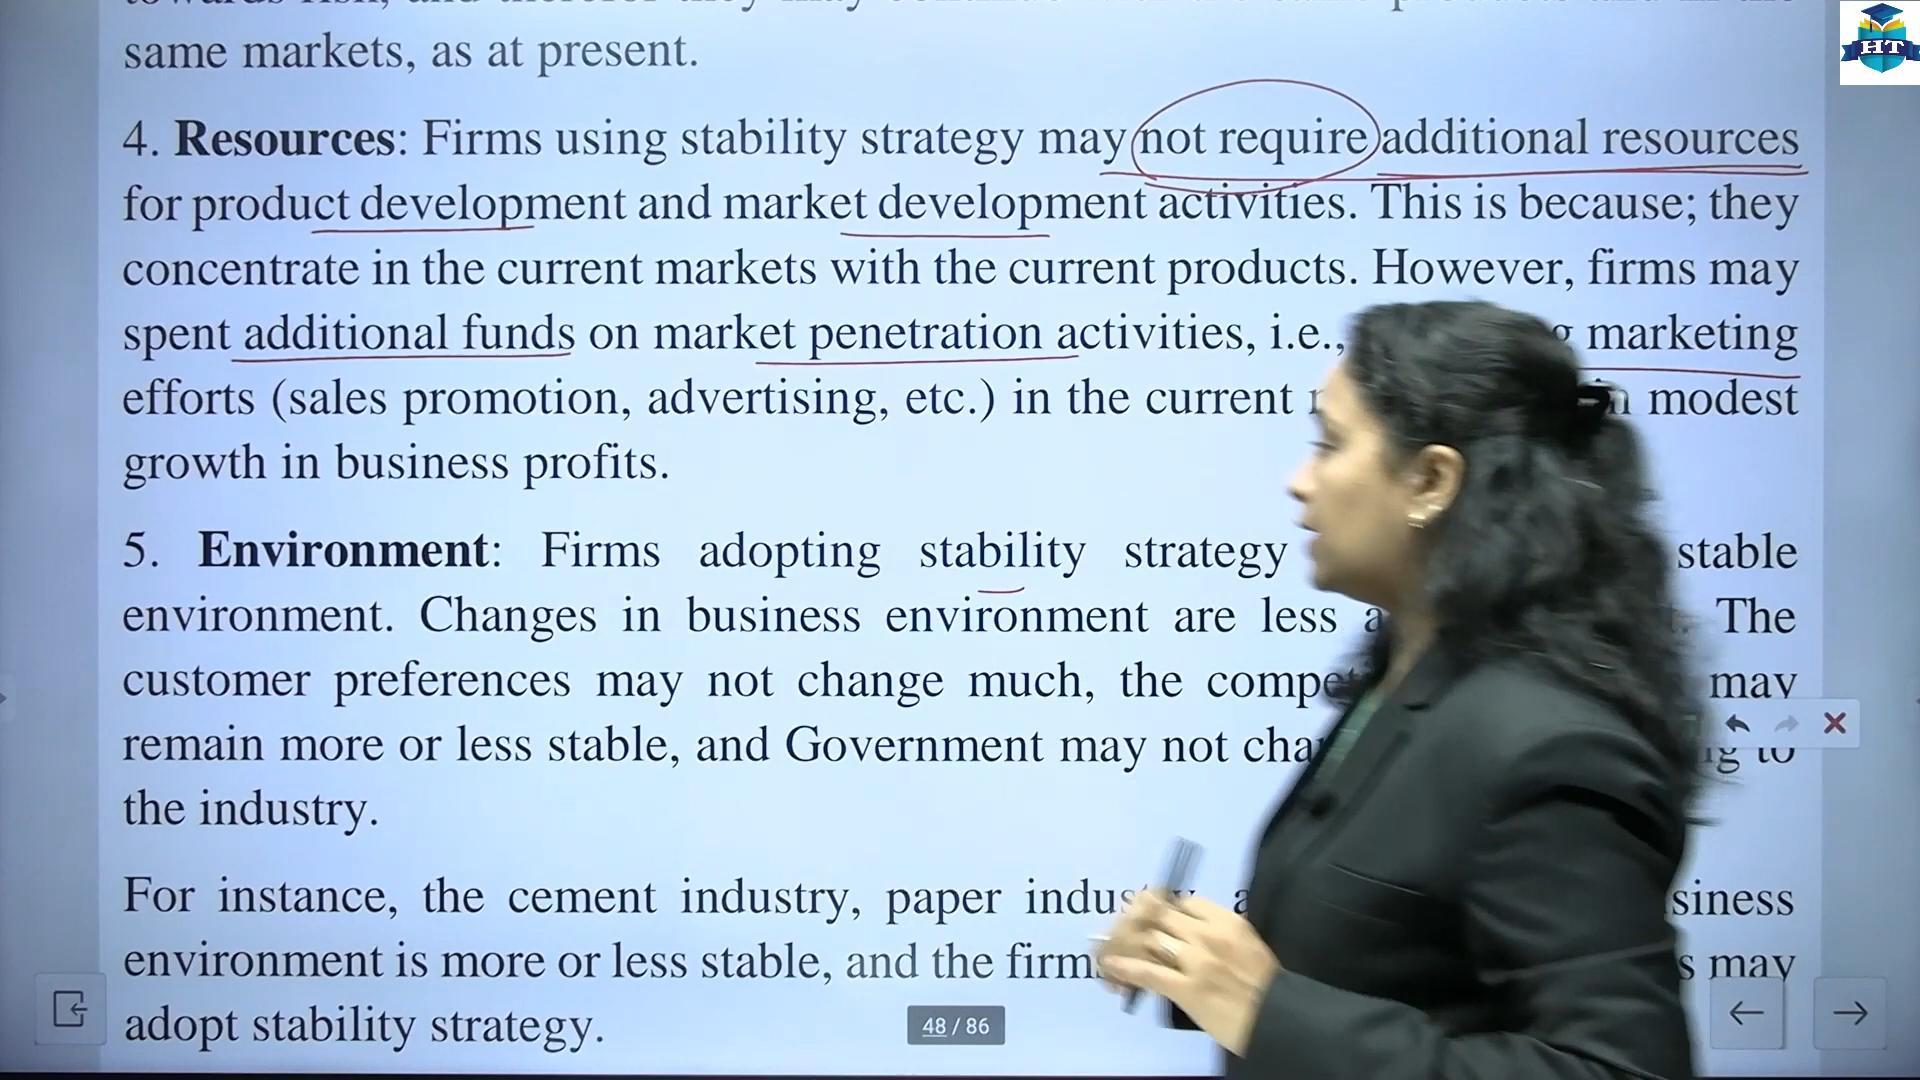 same markets, as at present.
HT
4. Resources: Firms using stability strategy may not require additional resources
for product development and market development activities. This is because; they
concentrate in the current markets with the current products. However, firms may
spent additional funds on market penetration activities, i.e., marketing
efforts (sales promotion, advertising, etc.) in the current modest
growth in business profits.
5. Environment: Firms adopting stability strategy stable
environment. Changes in business environment are less The
customer preferences may not change much, the may
remain more or less stable, and Government may not to
the industry.
For instance, the cement industry, paper
environment is more or less stable, and the may
adopt stability strategy.
48 / 86